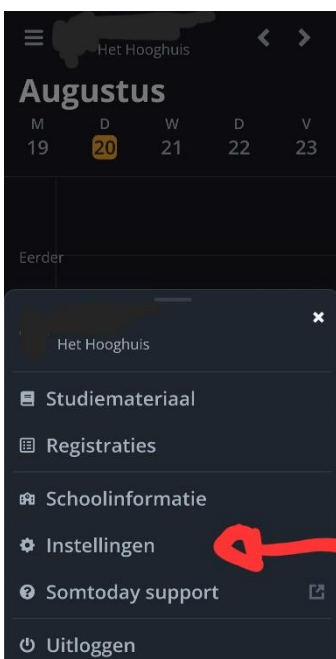 Het Hooghuis
Augustus
M D W D V
19 20 21 22 23
Eerder
Het Hooghuis
Studiemateriaal
Registraties
Schoolinformatie
Instellingen
Somtoday support
Uitloggen